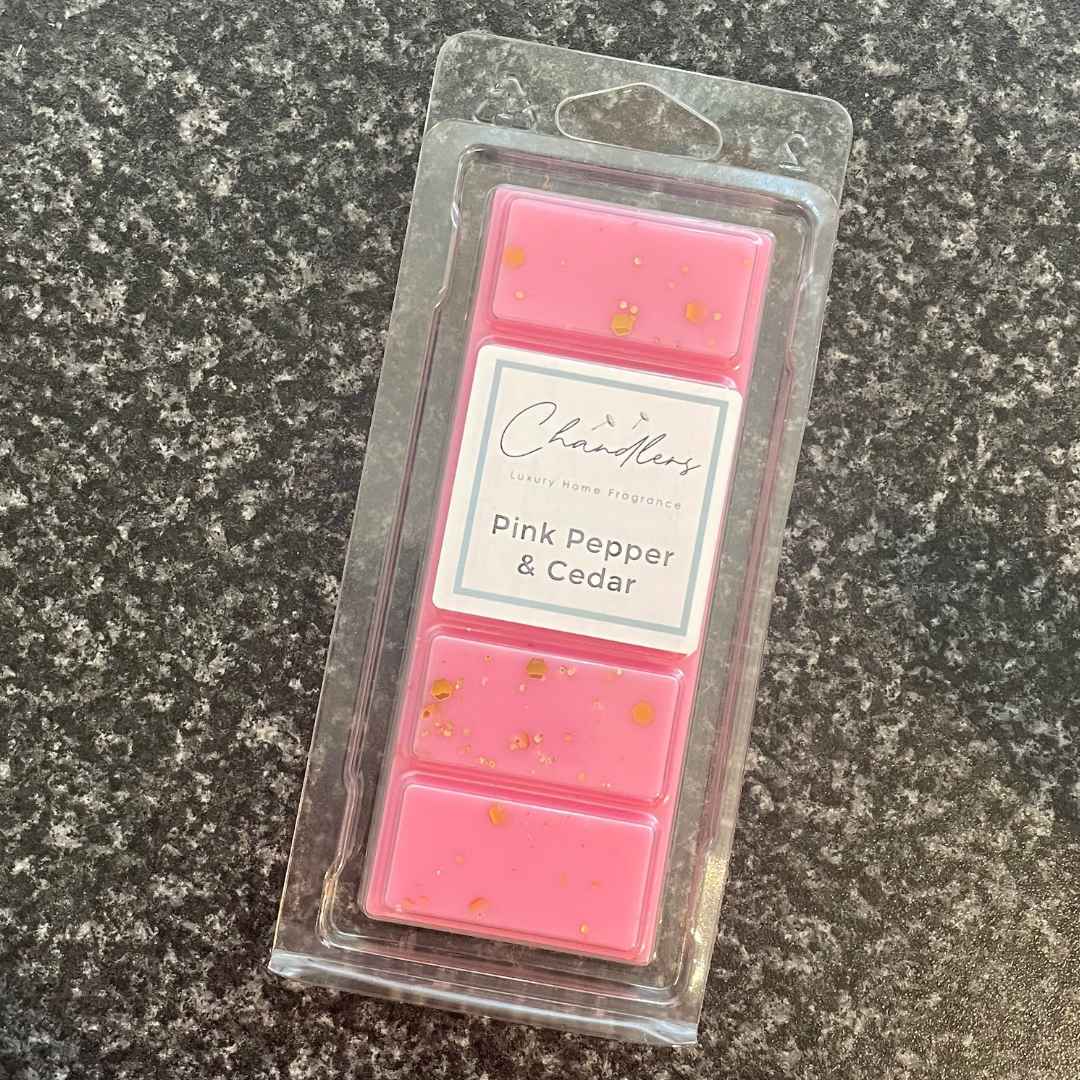 Chandlers
Luxury Home Fragrance
Pink Pepper
& Cedar